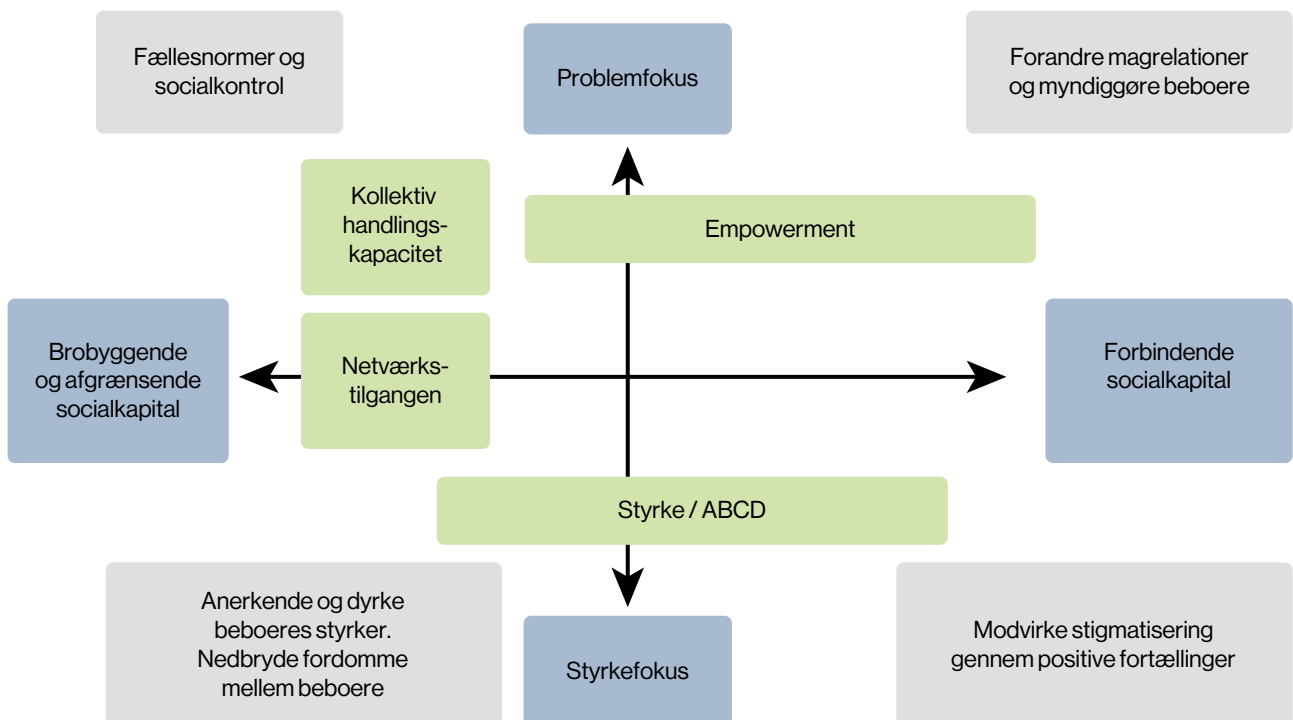 Fællesnormer og
socialkontrol
Problemfokus
Forandre magrelationer
og myndiggøre beboere
Kollektiv
handlings-
kapacitet
Empowerment
Brobyggende
og afgrænsende
socialkapital
Netværks-
tilgangen
Forbindende
socialkapital
Styrke / ABCD
Anerkende og dyrke
beboeres styrker.
Nedbryde fordomme
mellem beboere
Styrkefokus
Modvirke stigmatisering
gennem positive fortællinger